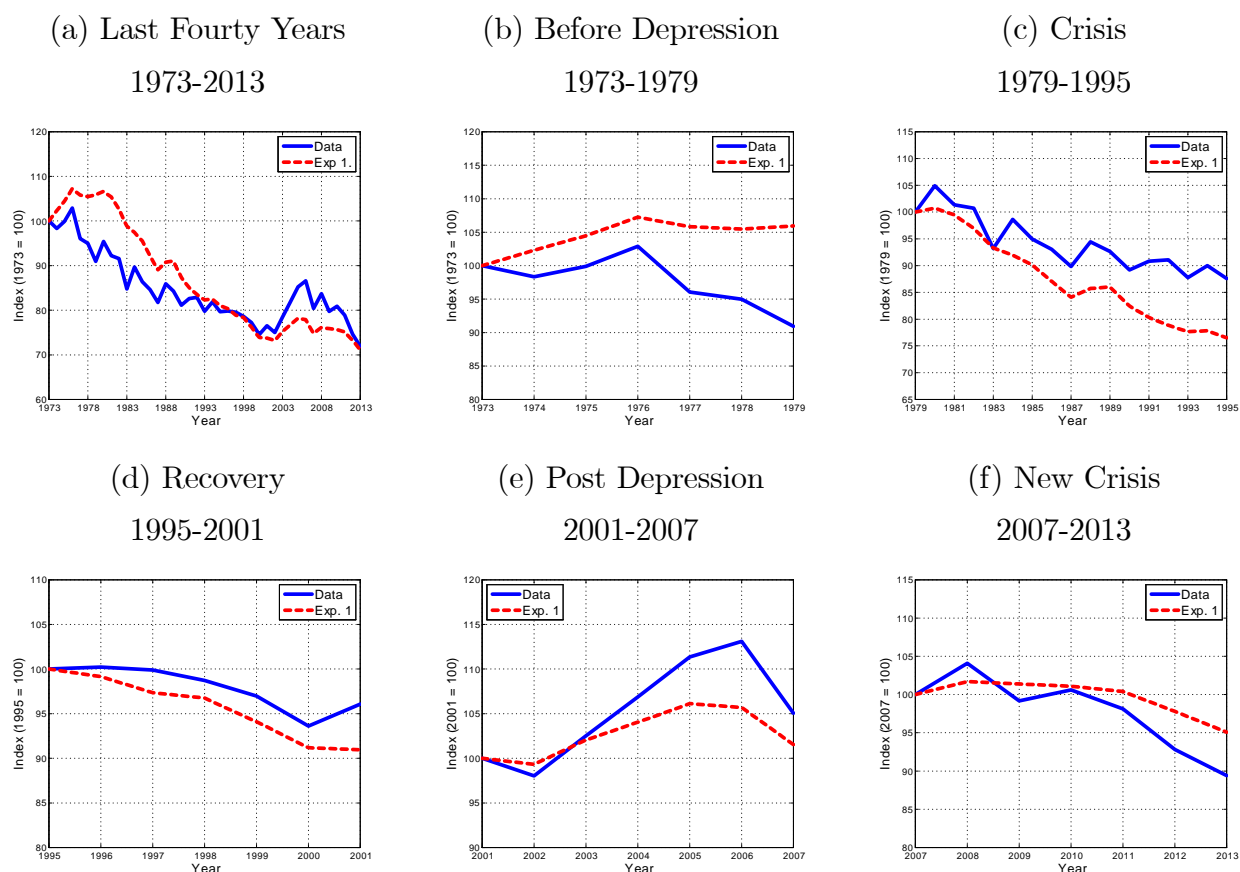 (a) Last Fourty Years
1973-2013
(b) Before Depression
1973-1979
(c) Crisis
1979-1995
120
110
100
90
80
70
60
Index (1973 = 100)
Data
Exp 1.
1973 1978 1983 1988 1993 1998 2003 2008 2013
Year
120
115
110
105
100
95
90
85
80
Index (1973 = 100)
Data
Exp. 1
1973 1974 1975 1976 1977 1978 1979
Year
115
110
105
100
95
90
85
80
75
70
65
Index (1979 = 100)
Data
Exp. 1
1979 1981 1983 1985 1987 1989 1991 1993 1995
Year
(d) Recovery
1995-2001
(e) Post Depression
2001-2007
(f) New Crisis
2007-2013
110
105
100
95
90
85
80
Index (1995 = 100)
Data
Exp. 1
1995 1996 1997 1998 1999 2000 2001
Year
120
115
110
105
100
95
90
Index (2001 = 100)
Data
Exp. 1
2001 2002 2003 2004 2005 2006 2007
Year
115
110
105
100
95
90
85
80
Index (2007 = 100)
Data
Exp. 1
2007 2008 2009 2010 2011 2012 2013
Year